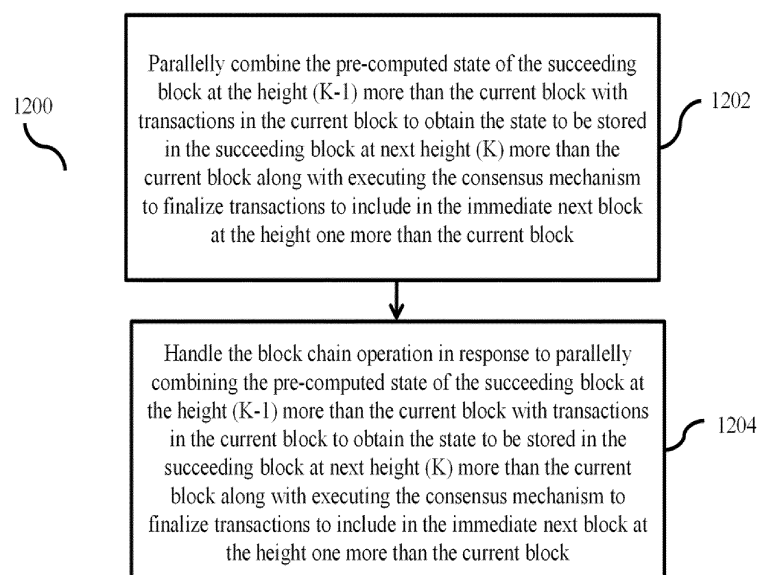 1200
Parallelly combine the pre-computed state of the succeeding
block at the height (K-1) more than the current block with
transactions in the current block to obtain the state to be stored
in the succeeding block at next height (K) more than the
current block along with executing the consensus mechanism
to finalize transactions to include in the immediate next block
at the height one more than the current block
1202
Handle the block chain operation in response to parallelly
combining the pre-computed state of the succeeding block at
the height (K-1) more than the current block with transactions
in the current block to obtain the state to be stored in the
succeeding block at next height (K) more than the current
block along with executing the consensus mechanism to
finalize transactions to include in the immediate next block at
the height one more than the current block
1204